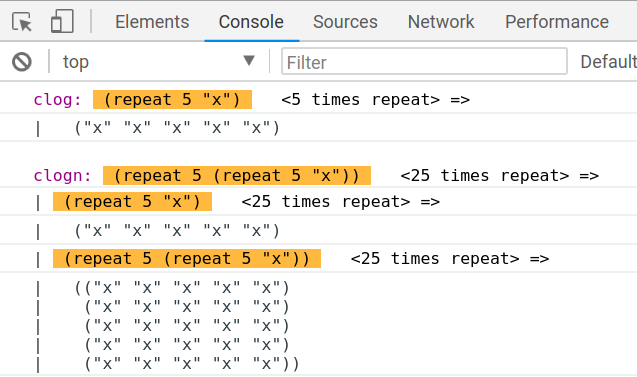 Elements Console Sources Network Performance
top ▼ Filter Default
clog: (repeat 5 "x") <5 times repeat> =>
| ("x" "x" "x" "x" "x")
clogn: (repeat 5 (repeat 5 "x")) <25 times repeat> =>
| (repeat 5 "x") <25 times repeat> =>
| ("x" "x" "x" "x" "x")
| (repeat 5 (repeat 5 "x")) <25 times repeat> =>
| (("x" "x" "x" "x" "x")
| ("x" "x" "x" "x" "x")
| ("x" "x" "x" "x" "x")
| ("x" "x" "x" "x" "x")
| ("x" "x" "x" "x" "x"))